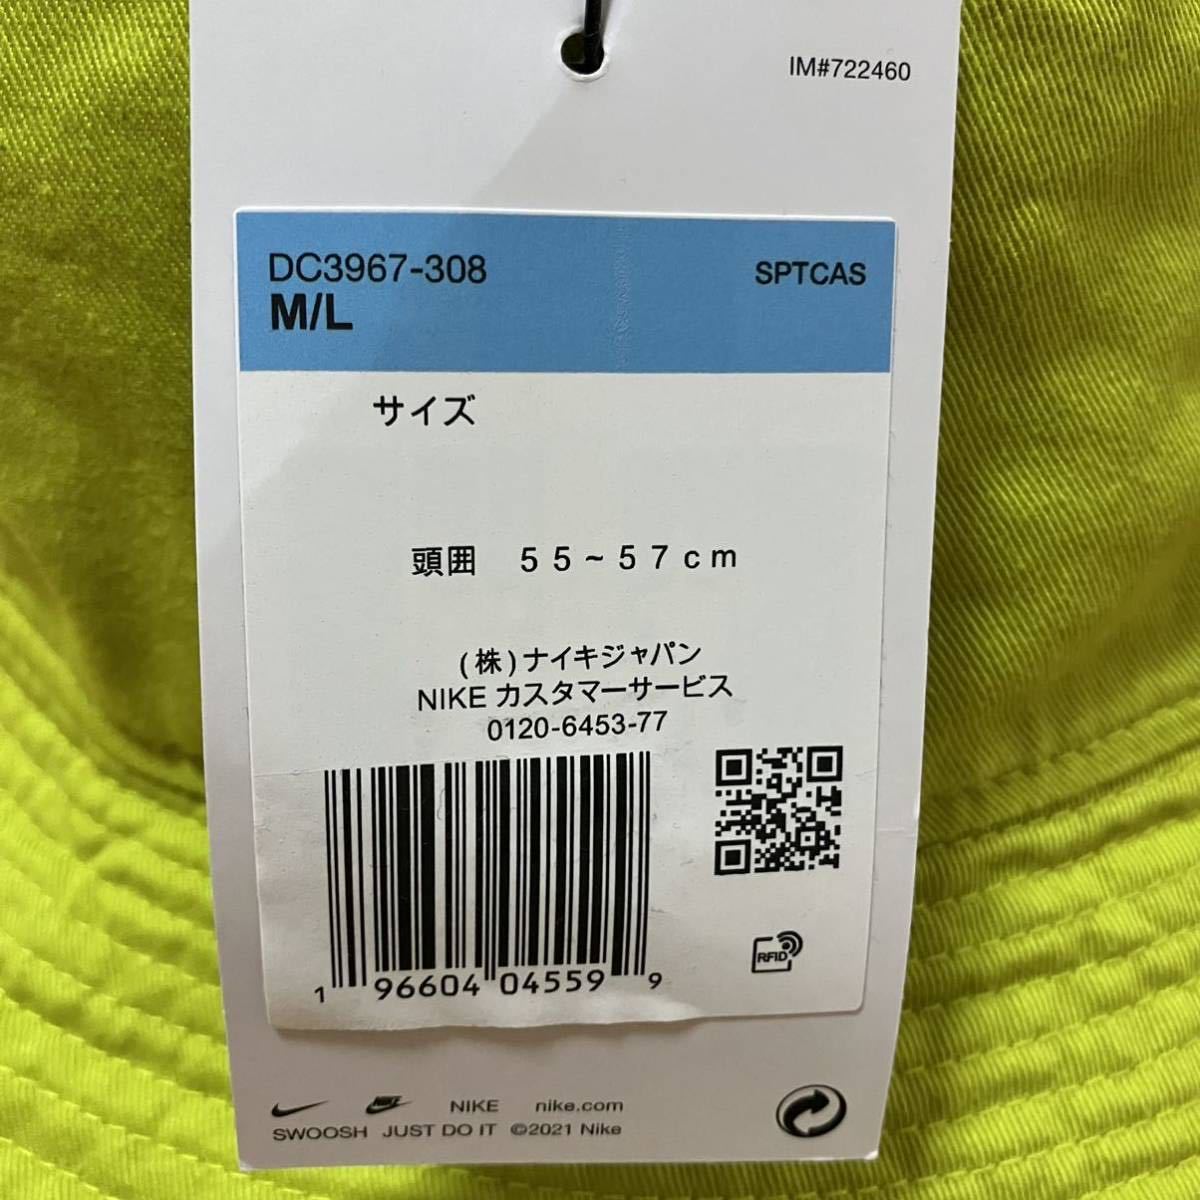 IM#722460
DC3967-308
SPTCAS
M/L
サイズ
頭囲　５５~５７ｃｍ
(株)ナイキジャパン
NIKE カスタマーサービス
0120-6453-77
1 96604 04559 9
RFID
NIKE nike.com
SWOOSH JUST DO IT ©2021 Nike